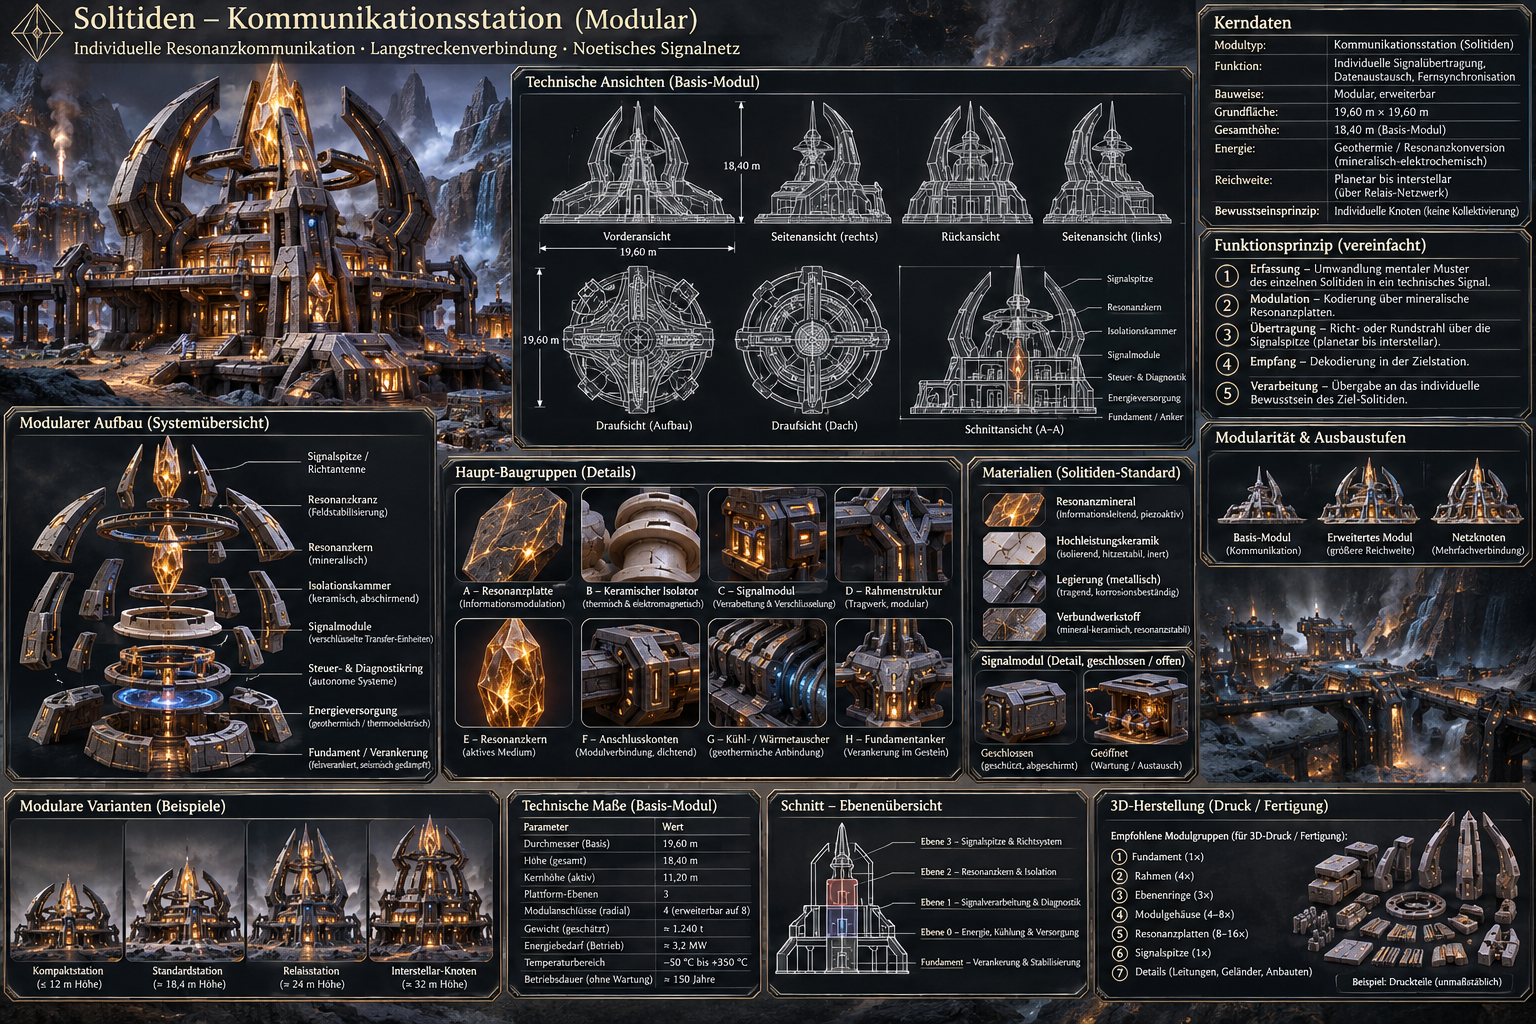 Solitiden – Kommunikationsstation (Modular)
Individuelle Resonanzkommunikation · Langstreckenverbindung · Noetisches Signalnetz
Technische Ansichten (Basis-Modul)
18,40 m
Vorderansicht
19,60 m
Seitenansicht (rechts)
Rückansicht
Seitenansicht (links)
19,60 m
Draufsicht (Aufbau)
Draufsicht (Dach)
Signalspitze
Resonanzkern
Isolationskammer
Signalmodule
Steuer- & Diagnostik
Energieversorgung
Fundament / Anker
Schnittansicht (A–A)
Kerndaten
Modultyp: Kommunikationsstation (Solitiden)
Funktion: Individuelle Signalübertragung,
Datenaustausch, Fernsynchronisation
Bauweise: Modular, erweiterbar
Grundfläche: 19,60 m × 19,60 m
Gesamthöhe: 18,40 m (Basis-Modul)
Energie: Geothermie / Resonanzkonversion
(mineralisch-elektrochemisch)
Reichweite: Planetar bis interstellar
(über Relais-Netzwerk)
Bewusstseinsprinzip: Individuelle Knoten (keine Kollektivierung)
Funktionsprinzip (vereinfacht)
1 Erfassung – Umwandlung mentaler Muster
des einzelnen Solitiden in ein technisches Signal.
2 Modulation – Kodierung über mineralische
Resonanzplatten.
3 Übertragung – Richt- oder Rundstrahl über die
Signalspitze (planetar bis interstellar).
4 Empfang – Dekodierung in der Zielstation.
5 Verarbeitung – Übergabe an das individuelle
Bewusstsein des Ziel-Solitiden.
Modularer Aufbau (Systemübersicht)
Signalspitze /
Richtantenne
Resonanzkranz
(Feldstabilisierung)
Resonanzkern
(mineralisch)
Isolationskammer
(keramisch, abschirmend)
Signalmodule
(verschlüsselte Transfer-Einheiten)
Steuer- & Diagnostikring
(autonome Systeme)
Energieversorgung
(geothermisch / thermoelektrisch)
Fundament / Verankerung
(felsverankert, seismisch gedämpft)
Haupt-Baugruppen (Details)
A – Resonanzplatte
(Informationsmodulation)
B – Keramischer Isolator
(thermisch & elektromagnetisch)
C – Signalmodul
(Verrabeitung & Verschlüsselung)
D – Rahmenstruktur
(Tragwerk, modular)
E – Resonanzkern
(aktives Medium)
F – Anschlusskonten
(Modulverbindung, dichtend)
G – Kühl- / Wärmetauscher
(geothermische Anbindung)
H – Fundamentanker
(Verankerung im Gestein)
Materialien (Solitiden-Standard)
Resonanzmineral
(Informationsleitend, piezoaktiv)
Hochleistungskeramik
(isolierend, hitzestabil, inert)
Legierung (metallisch)
(tragend, korrosionsbeständig)
Verbundwerkstoff
(mineral-keramisch, resonanzstabil)
Signalmodul (Detail, geschlossen / offen)
Geschlossen
(geschützt, abgeschirmt)
Geöffnet
(Wartung / Austausch)
Modularität & Ausbaustufen
Basis-Modul
(Kommunikation)
Erweitertes Modul
(größere Reichweite)
Netzknoten
(Mehrfachverbindung)
Modulare Varianten (Beispiele)
Kompaktstation
(≤ 12 m Höhe)
Standardstation
(≈ 18,4 m Höhe)
Relaisstation
(≈ 24 m Höhe)
Interstellar-Knoten
(≈ 32 m Höhe)
Technische Maße (Basis-Modul)
Parameter Wert
Durchmesser (Basis) 19,60 m
Höhe (gesamt) 18,40 m
Kernhöhe (aktiv) 11,20 m
Plattform-Ebenen 3
Modulanschlüsse (radial) 4 (erweiterbar auf 8)
Gewicht (geschätzt) ≈ 1.240 t
Energiebedarf (Betrieb) ≈ 3,2 MW
Temperaturbereich −50 °C bis +350 °C
Betriebsdauer (ohne Wartung) ≈ 150 Jahre
Schnitt – Ebenenübersicht
Ebene 3 – Signalspitze & Richtsystem
Ebene 2 – Resonanzkern & Isolation
Ebene 1 – Signalverarbeitung & Diagnostik
Ebene 0 – Energie, Kühlung & Versorgung
Fundament – Verankerung & Stabilisierung
3D-Herstellung (Druck / Fertigung)
Empfohlene Modulgruppen (für 3D-Druck / Fertigung):
1 Fundament (1×)
2 Rahmen (4×)
3 Ebenenringe (3×)
4 Modulgehäuse (4–8×)
5 Resonanzplatten (8–16×)
6 Signalspitze (1×)
7 Details (Leitungen, Geländer, Anbauten)
Beispiel: Druckteile (unmaßstäblich)